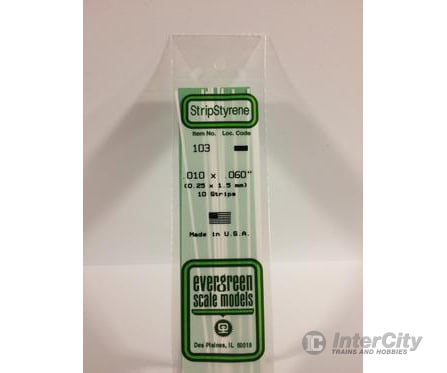 StripStyrene
Item No. Loc. Code
103
.010 x .060"
(0.25 x 1.5 mm)
10 Strips
Made in U.S.A.
evergreen
scale models
Des Plaines, IL 60018
IC InterCity
TRAINS AND HOBBIES